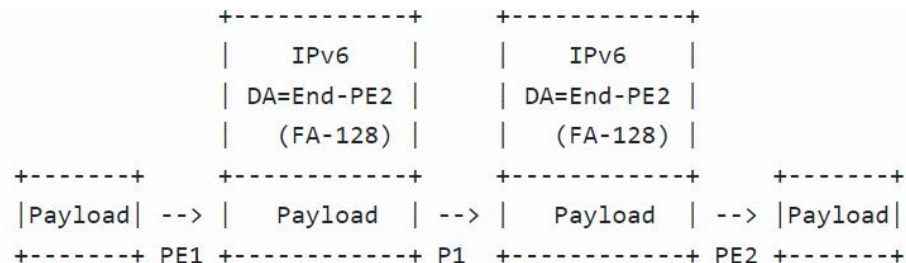 +------------+ +------------+
| IPv6 | | IPv6 |
| DA=End-PE2 | | DA=End-PE2 |
| (FA-128) | | (FA-128) |
+-------+ +------------+ +------------+ +-------+
|Payload| --> | Payload | --> | Payload | --> |Payload|
+-------+ PE1 +------------+ P1 +------------+ PE2 +-------+